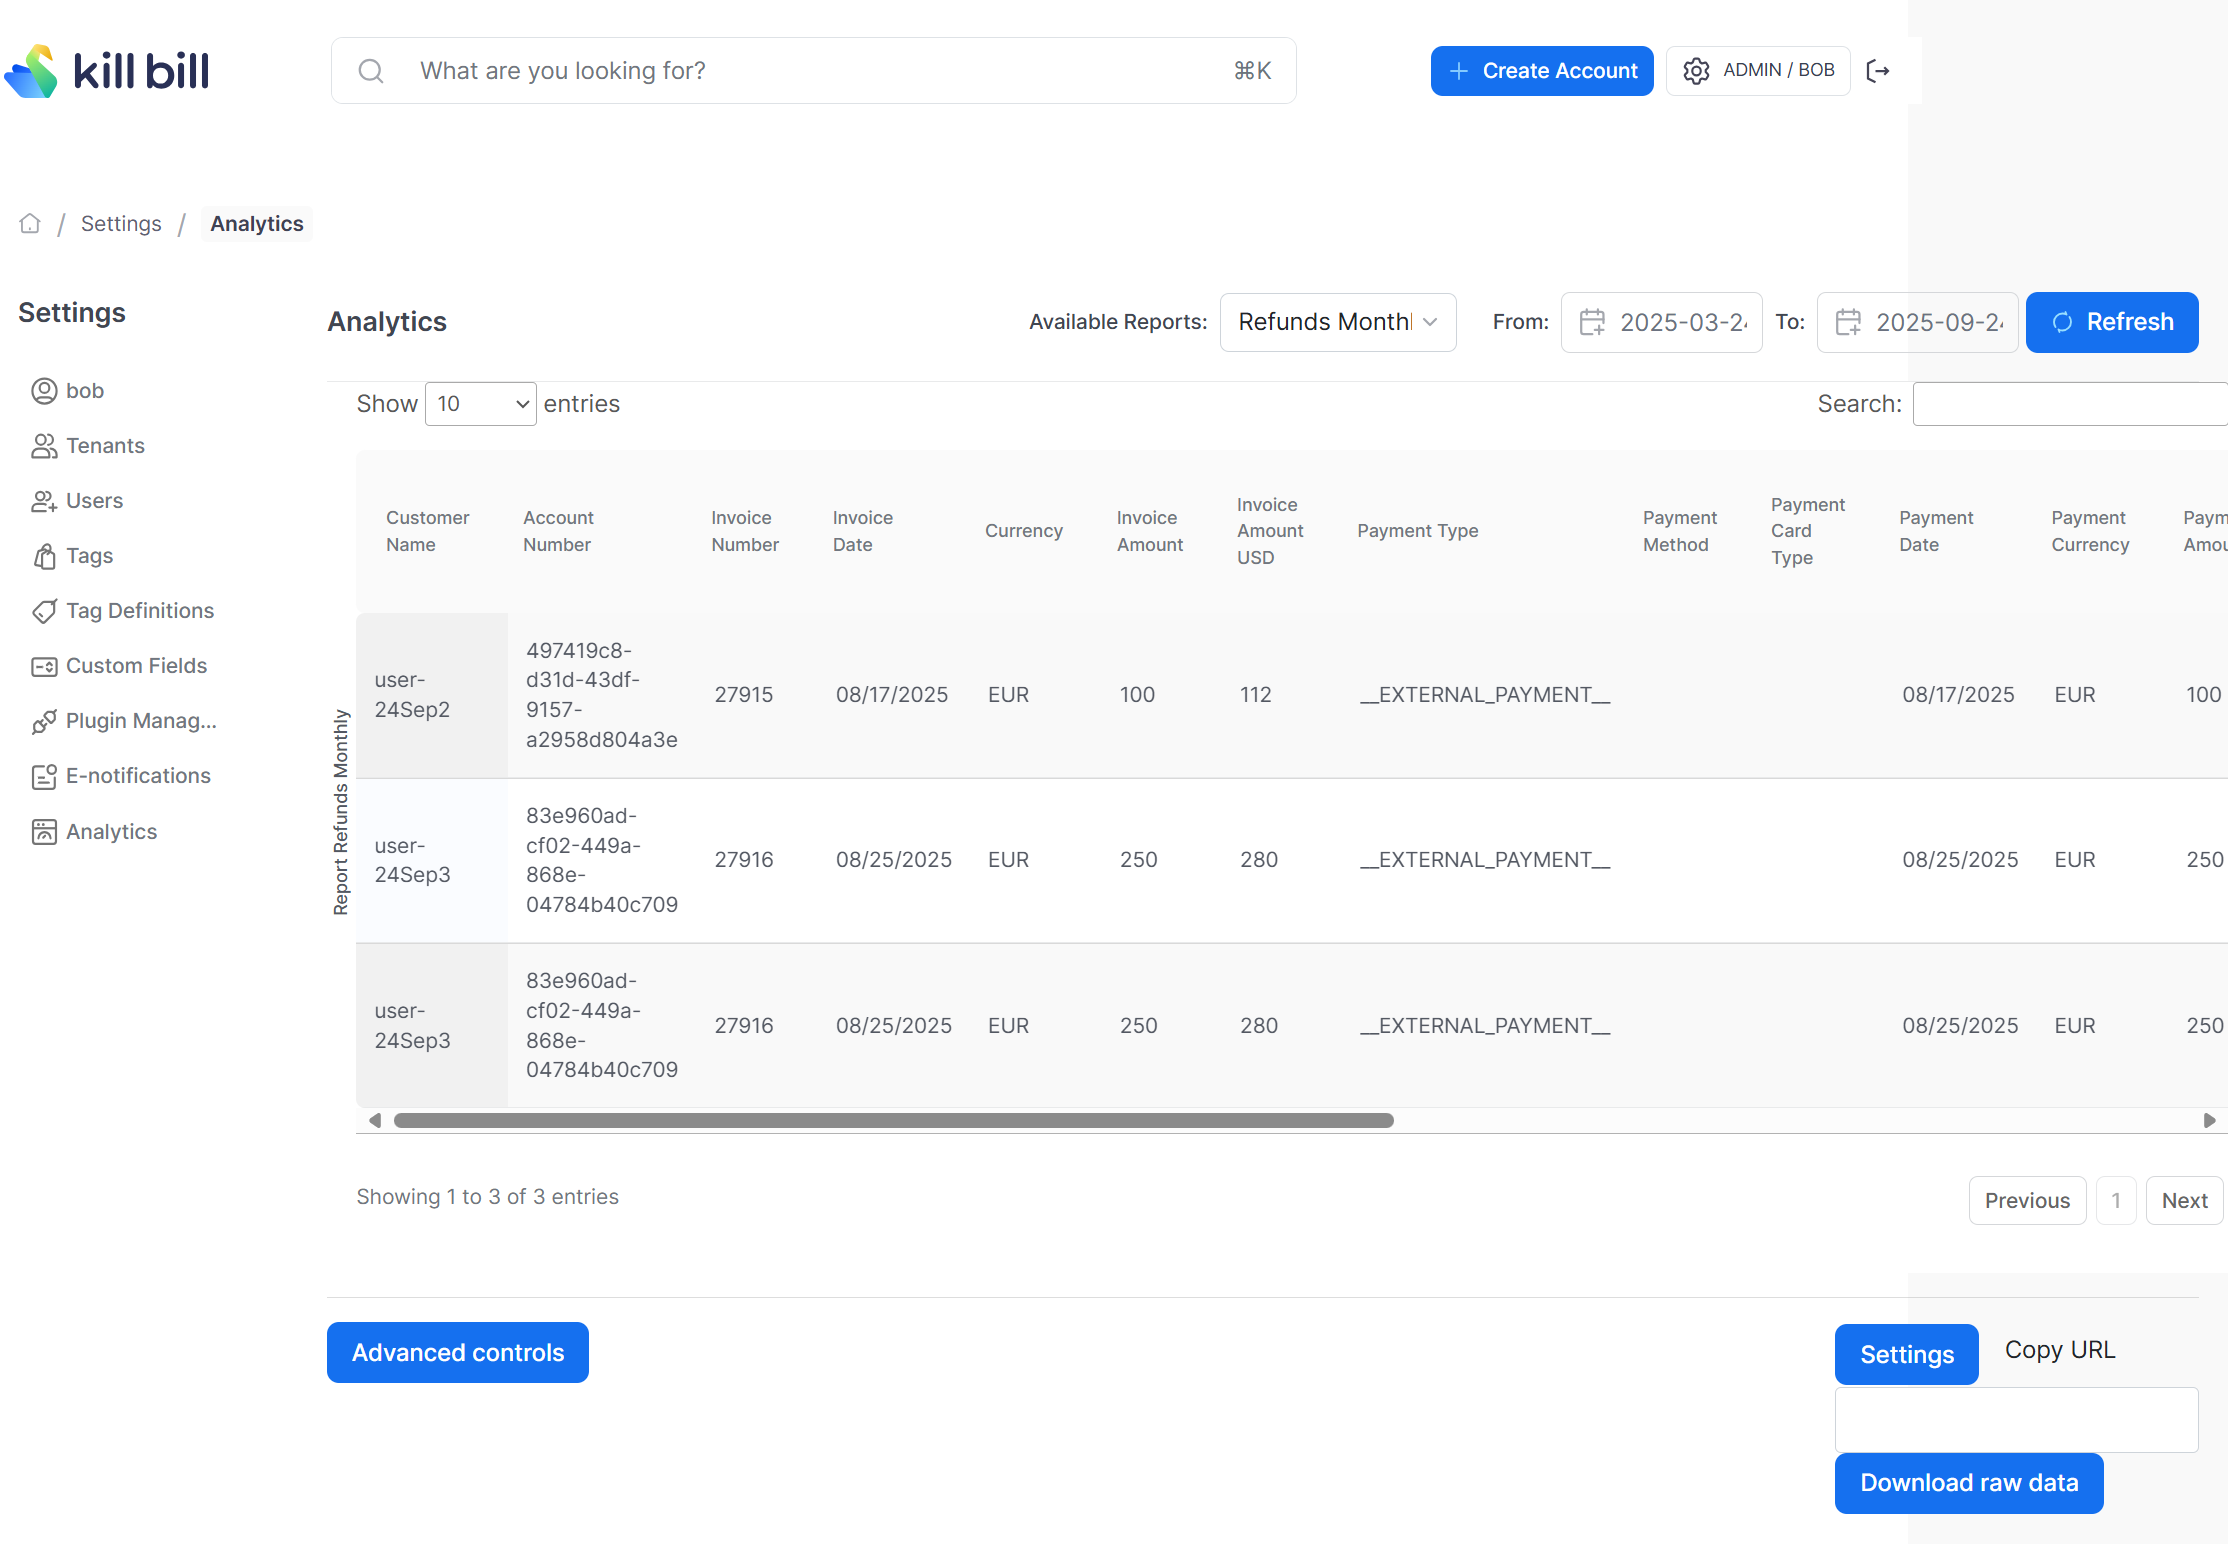 kill bill
What are you looking for?
⌘K
Create Account
ADMIN / BOB
/ Settings / Analytics
Settings
bob
Tenants
Users
Tags
Tag Definitions
Custom Fields
Plugin Manag...
E-notifications
Analytics
Analytics
Available Reports:
Refunds Monthl
From:
2025-03-24
To:
2025-09-24
Refresh
Show 10 entries
Search:
Report Refunds Monthly
Customer Name
Account Number
Invoice Number
Invoice Date
Currency
Invoice Amount
Invoice Amount USD
Payment Type
Payment Method
Payment Card Type
Payment Date
Payment Currency
Paym
Amou
user-24Sep2
497419c8-d31d-43df-9157-a2958d804a3e
27915
08/17/2025
EUR
100
112
__EXTERNAL_PAYMENT__
08/17/2025
EUR
100
user-24Sep3
83e960ad-cf02-449a-868e-04784b40c709
27916
08/25/2025
EUR
250
280
__EXTERNAL_PAYMENT__
08/25/2025
EUR
250
user-24Sep3
83e960ad-cf02-449a-868e-04784b40c709
27916
08/25/2025
EUR
250
280
__EXTERNAL_PAYMENT__
08/25/2025
EUR
250
Showing 1 to 3 of 3 entries
Previous
1
Next
Advanced controls
Settings
Copy URL
Download raw data